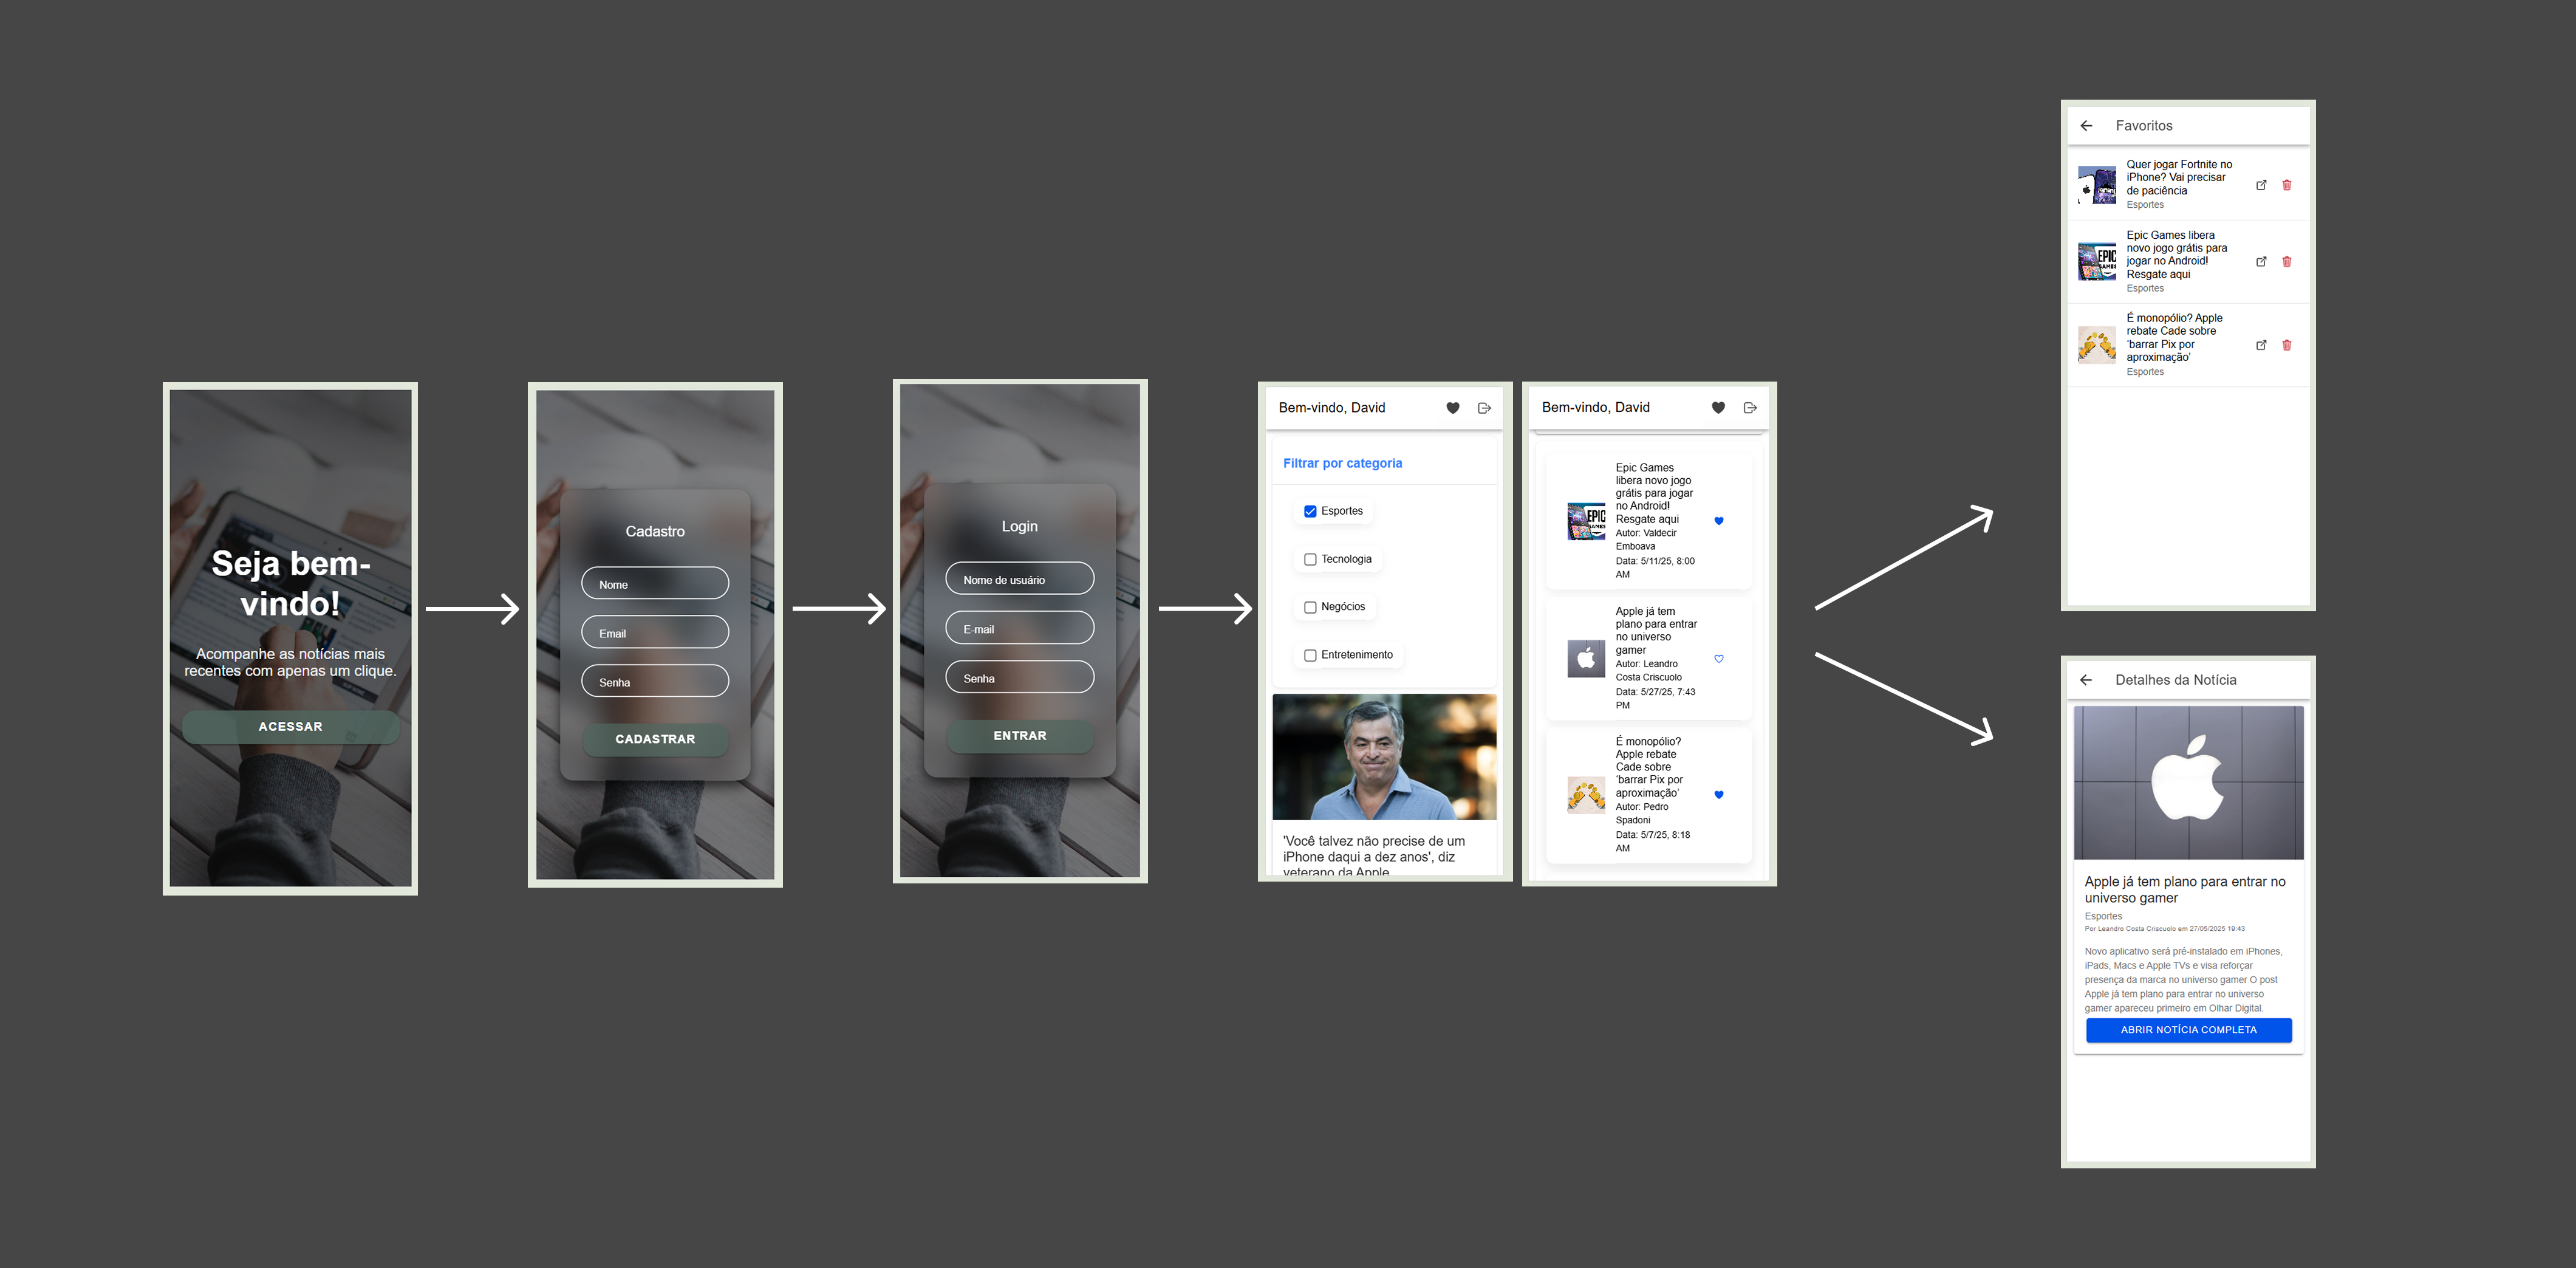 Seja bem-
vindo!
Acompanhe as notícias mais
recentes com apenas um clique.
ACESSAR
Cadastro
Nome
Email
Senha
CADASTRAR
Login
Nome de usuário
E-mail
Senha
ENTRAR
Bem-vindo, David
Filtrar por categoria
Esportes
Tecnologia
Negócios
Entretenimento
'Você talvez não precise de um
iPhone daqui a dez anos', diz
veterano da Apple
Bem-vindo, David
EPIC
GAMES
Epic Games
libera novo jogo
grátis para jogar
no Android!
Resgate aqui
Autor: Valdecir
Emboava
Data: 5/11/25, 8:00
AM
Apple já tem
plano para entrar
no universo
gamer
Autor: Leandro
Costa Criscuolo
Data: 5/27/25, 7:43
PM
É monopólio?
Apple rebate
Cade sobre
'barrar Pix por
aproximação'
Autor: Pedro
Spadoni
Data: 5/7/25, 8:18
AM
Favoritos
Quer jogar Fortnite no
iPhone? Vai precisar
de paciência
Esportes
EPIC
GAMES
Epic Games libera
novo jogo grátis para
jogar no Android!
Resgate aqui
Esportes
É monopólio? Apple
rebate Cade sobre
'barrar Pix por
aproximação'
Esportes
Detalhes da Notícia
Apple já tem plano para entrar no
universo gamer
Esportes
Por Leandro Costa Criscuolo em 27/05/2025 19:43
Novo aplicativo será pré-instalado em iPhones,
iPads, Macs e Apple TVs e visa reforçar
presença da marca no universo gamer O post
Apple já tem plano para entrar no universo
gamer apareceu primeiro em Olhar Digital.
ABRIR NOTÍCIA COMPLETA